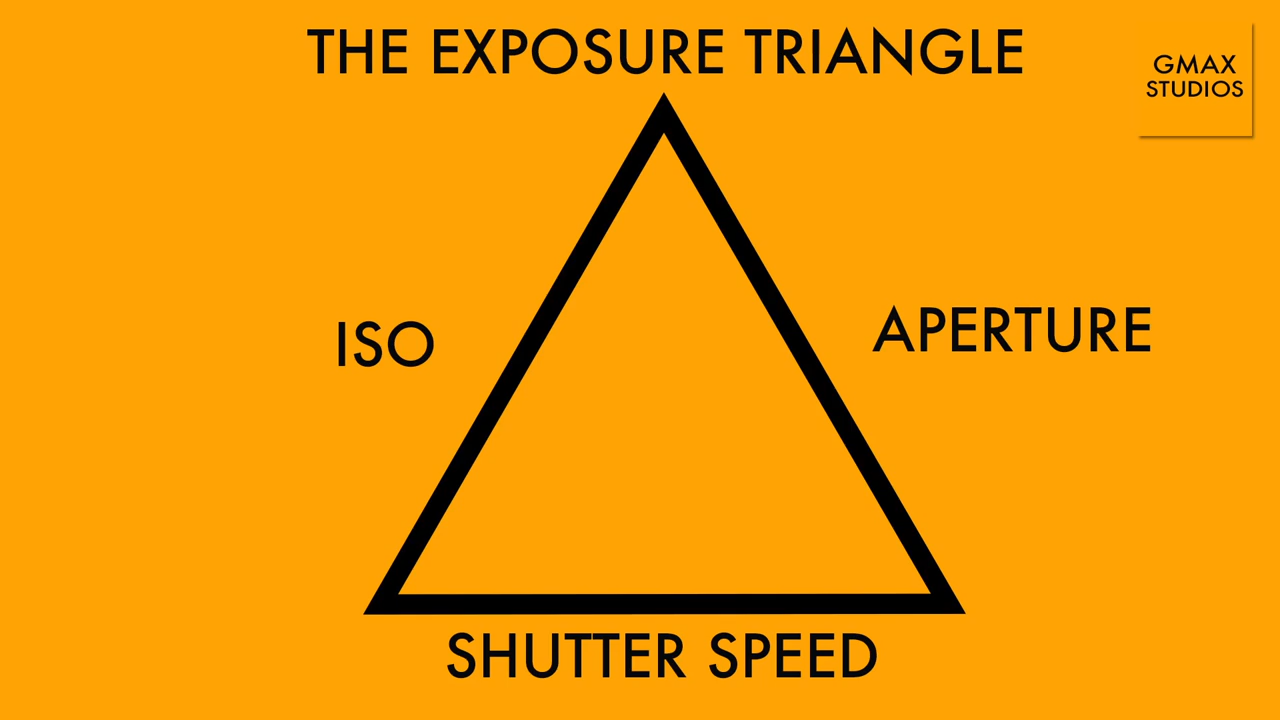 THE EXPOSURE TRIANGLE
GMAX
STUDIOS
ISO
APERTURE
SHUTTER SPEED